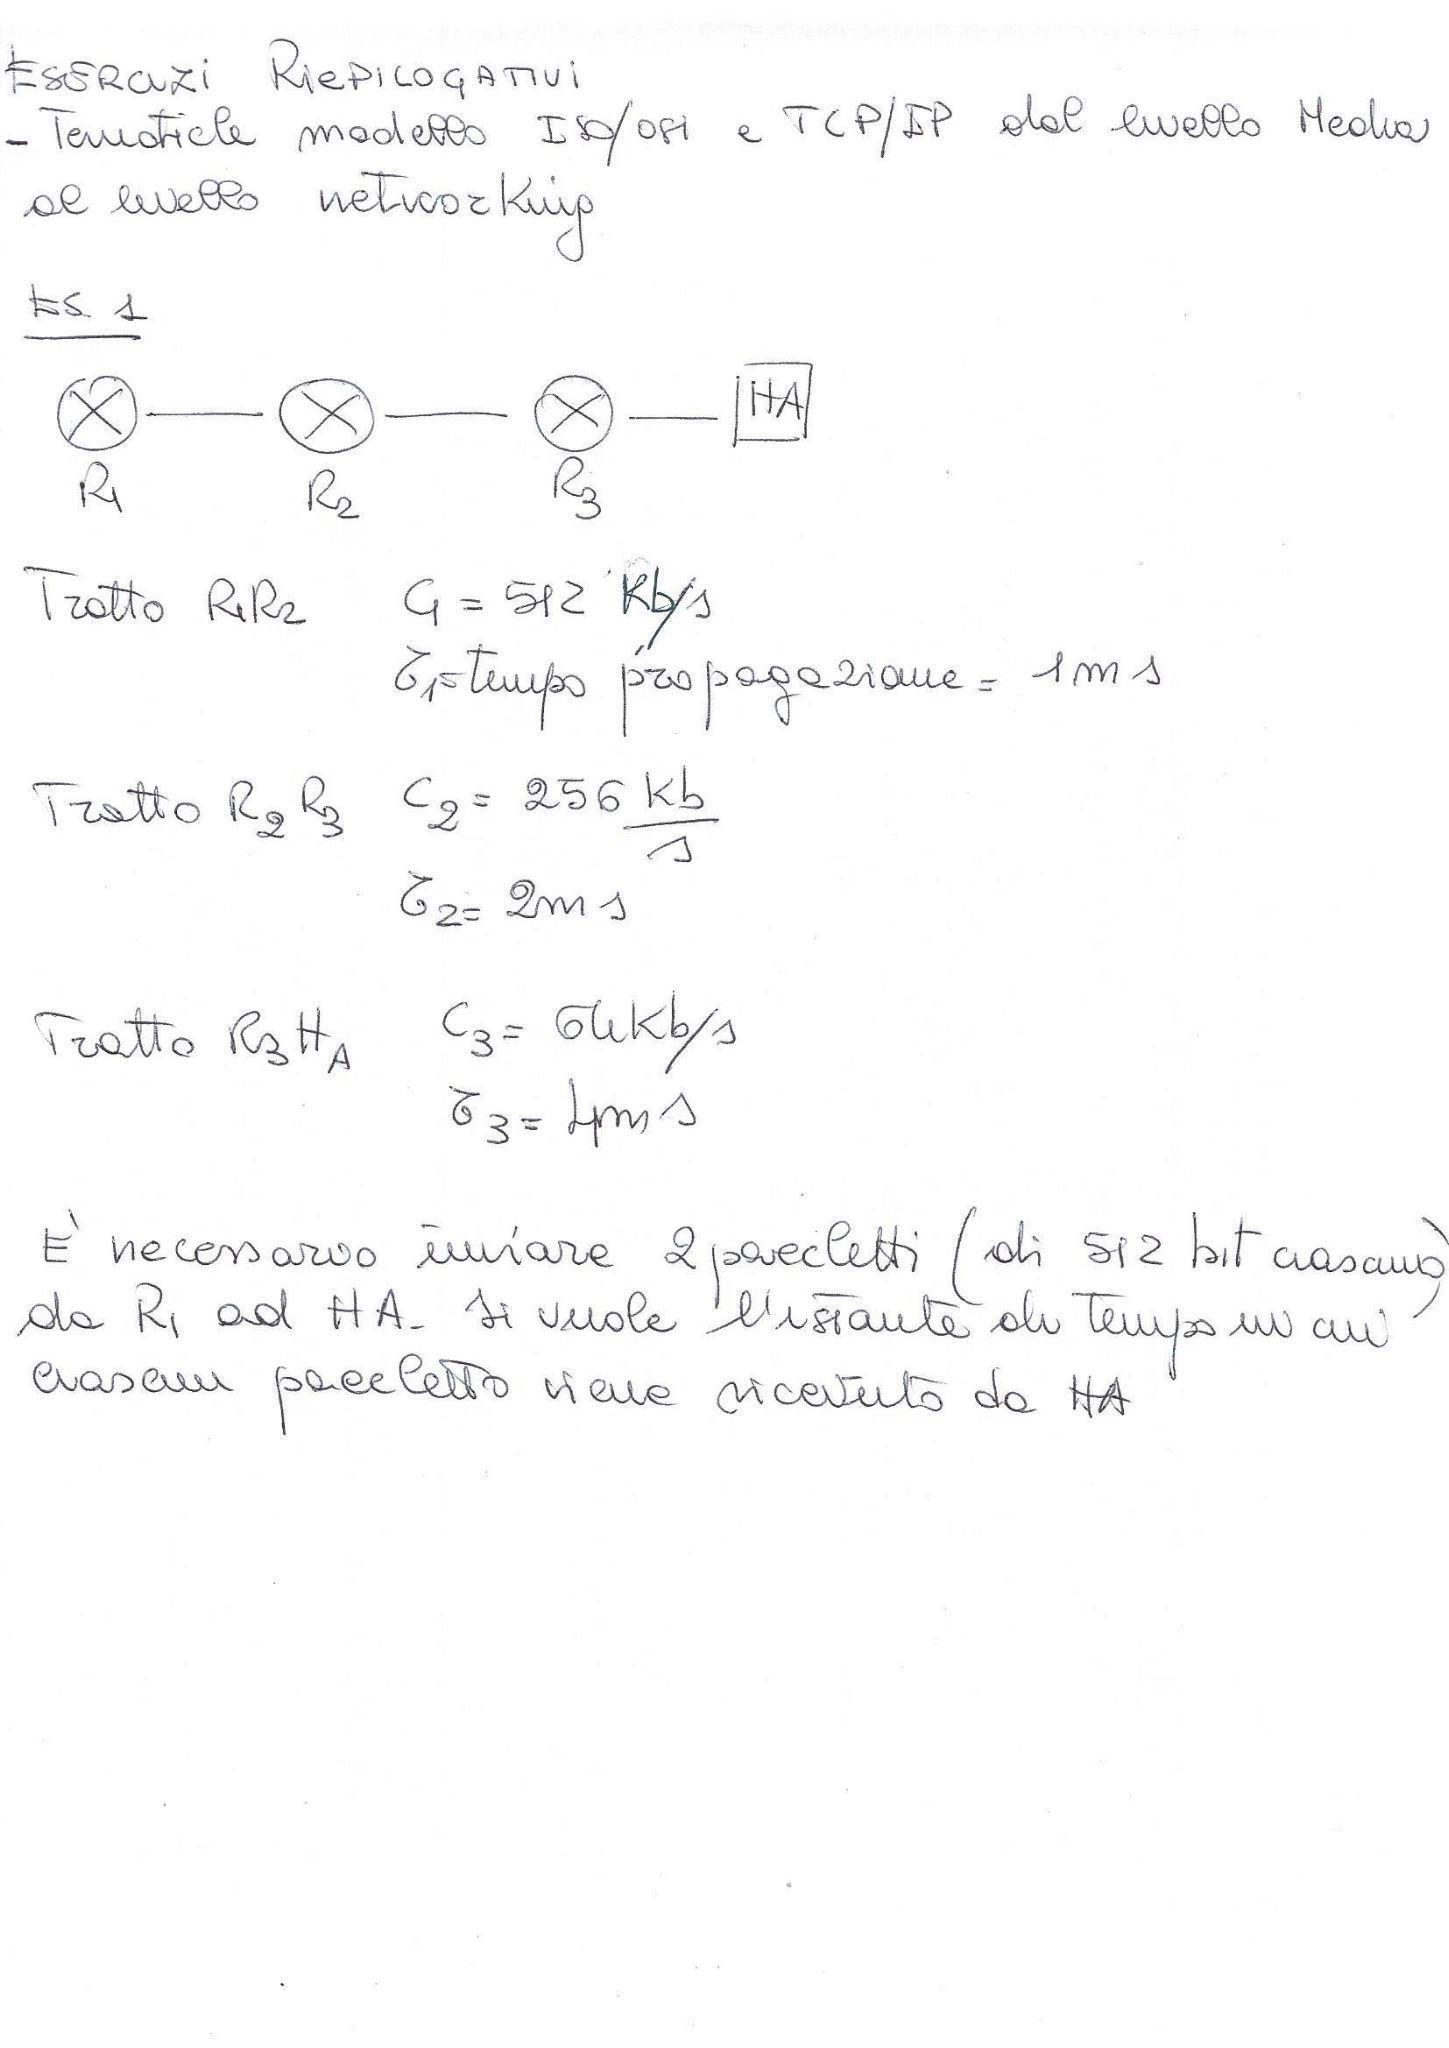 ESERCIZI RIEPILOGATIVI
- Tematiche modello ISO/OSI e TCP/IP dal livello Media
al livello networking
ES. 1
HA
R1 R2 R3
Tratto R1R2 C1 = 512 Kb/s
τ1 = tempo propagazione = 1 ms
Tratto R2R3 C2 = 256 kb/s
τ2 = 2ms
Tratto R3HA C3 = 64Kb/s
τ3 = 4ms
E' necessario inviare 2 pacchetti (di 512 bit ciascuno)
da R1 ad HA. Si vuole l'istante di tempo in cui
ciascun pacchetto viene ricevuto da HA